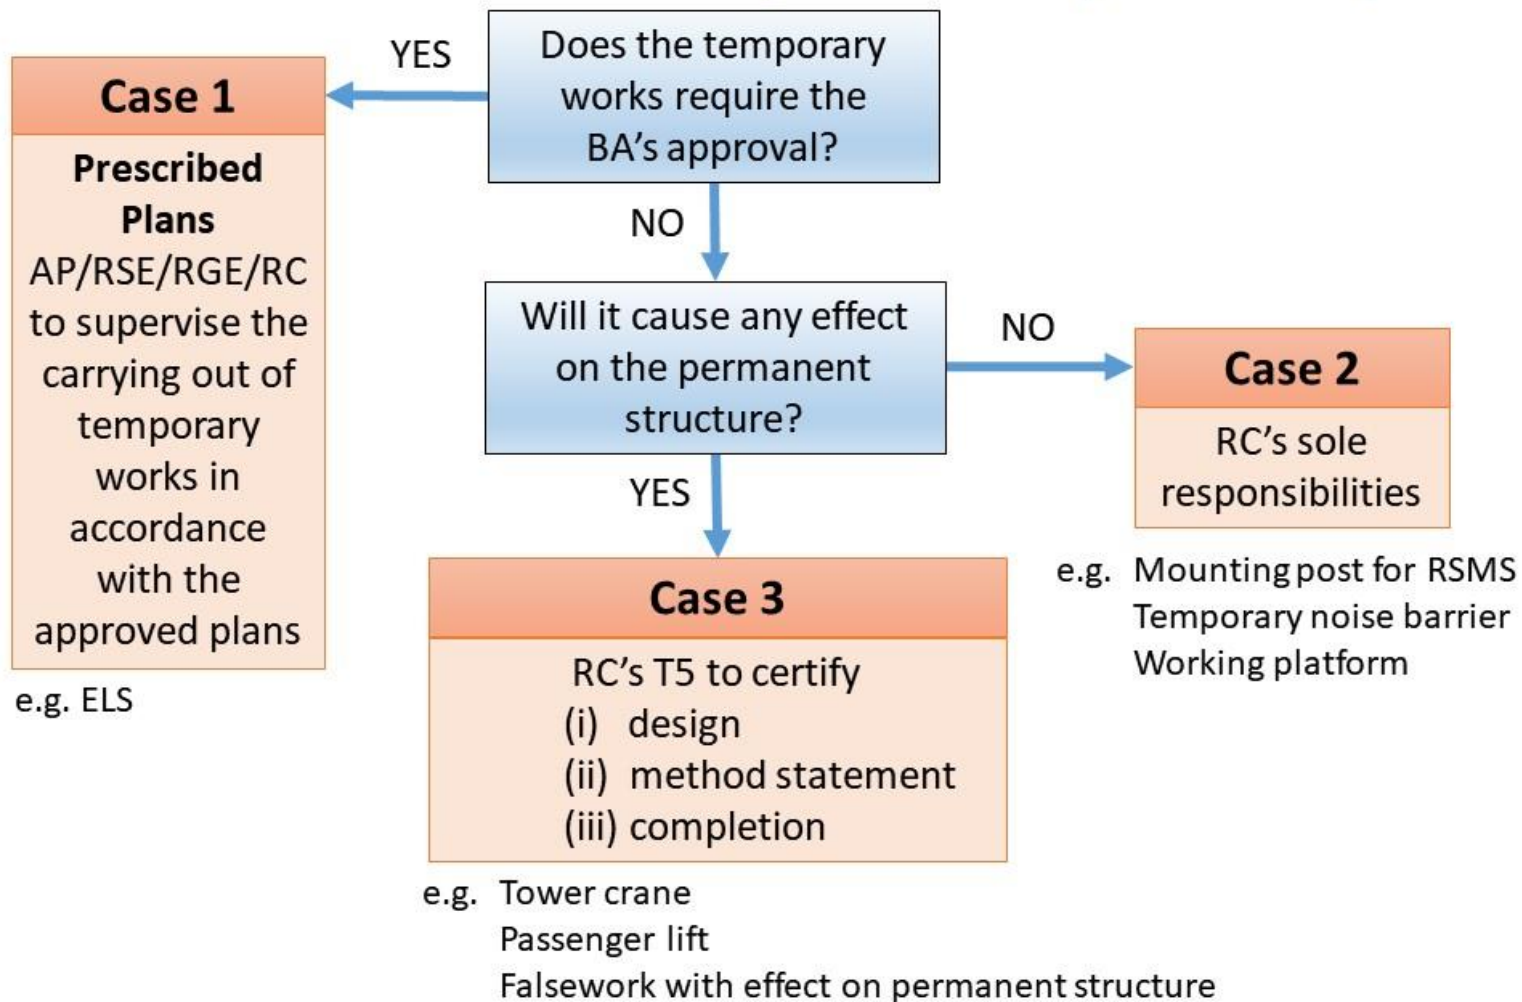 Does the temporary
works require the
BA's approval?
YES
NO
Case 1
Prescribed
Plans
AP/RSE/RGE/RC
to supervise the
carrying out of
temporary
works in
accordance
with the
approved plans
e.g. ELS
Will it cause any effect
on the permanent
structure?
NO
YES
Case 2
RC's sole
responsibilities
e.g. Mounting post for RSMS
Temporary noise barrier
Working platform
Case 3
RC's T5 to certify
(i) design
(ii) method statement
(iii) completion
e.g. Tower crane
Passenger lift
Falsework with effect on permanent structure